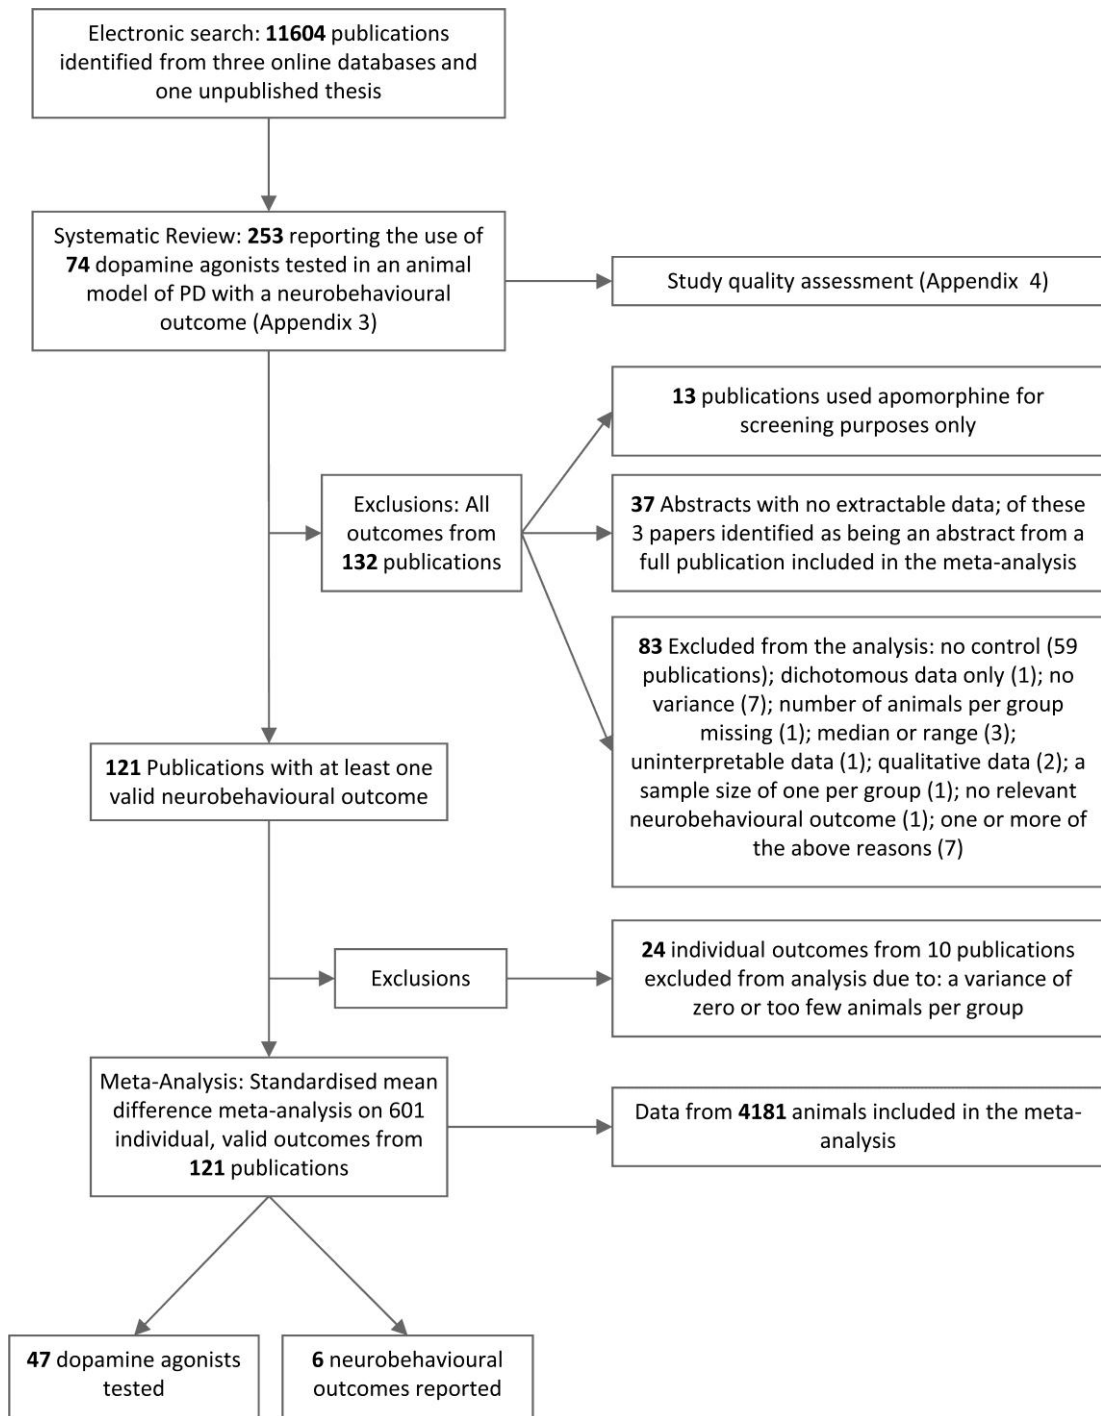 Electronic search: 11604 publications
identified from three online databases and
one unpublished thesis
Systematic Review: 253 reporting the use of
74 dopamine agonists tested in an animal
model of PD with a neurobehavioural
outcome (Appendix 3)
Study quality assessment (Appendix 4)
13 publications used apomorphine for
screening purposes only
Exclusions: All
outcomes from
132 publications
37 Abstracts with no extractable data; of these
3 papers identified as being an abstract from a
full publication included in the meta-analysis
83 Excluded from the analysis: no control (59
publications); dichotomous data only (1); no
variance (7); number of animals per group
missing (1); median or range (3);
uninterpretable data (1); qualitative data (2); a
sample size of one per group (1); no relevant
neurobehavioural outcome (1); one or more of
the above reasons (7)
121 Publications with at least one
valid neurobehavioural outcome
Exclusions
24 individual outcomes from 10 publications
excluded from analysis due to: a variance of
zero or too few animals per group
Meta-Analysis: Standardised mean
difference meta-analysis on 601
individual, valid outcomes from
121 publications
Data from 4181 animals included in the meta-
analysis
47 dopamine agonists
tested
6 neurobehavioural
outcomes reported